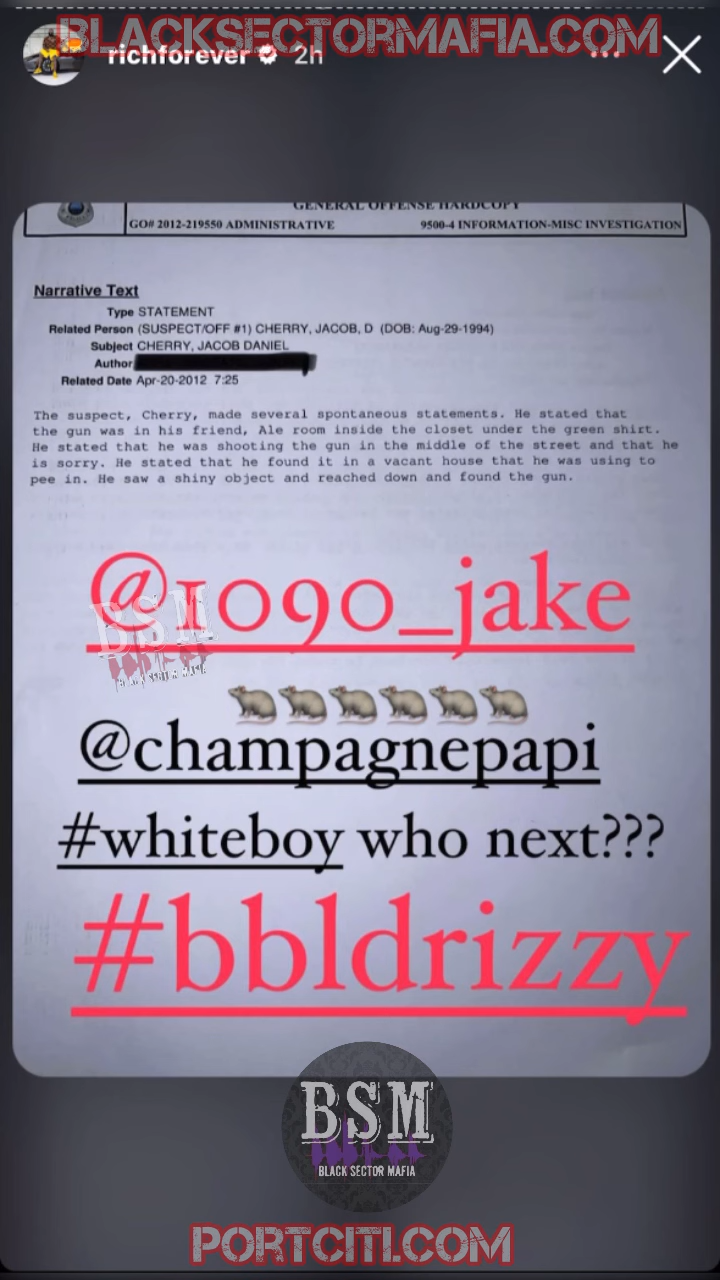 BLACKSECTORMAFIA.COM
richforever 2h
GENERAL OFFENSE HARDCOPY
GO# 2012-219550 ADMINISTRATIVE 9500-4 INFORMATION-MISC INVESTIGATION
Narrative Text
Type STATEMENT
Related Person (SUSPECT/OFF #1) CHERRY, JACOB, D (DOB: Aug-29-1994)
Subject CHERRY, JACOB DANIEL
Author
Related Date Apr-20-2012 7:25
The suspect, Cherry, made several spontaneous statements. He stated that
the gun was in his friend, Ale room inside the closet under the green shirt.
He stated that he was shooting the gun in the middle of the street and that he
is sorry. He stated that he found it in a vacant house that he was using to
pee in. He saw a shiny object and reached down and found the gun.
@1090_jake
BSM
BLACK SECTOR MAFIA
🐀🐀🐀🐀🐀🐀
@champagnepapi
#whiteboy who next???
#bbldrizzy
BSM
BLACK SECTOR MAFIA
PORTCITI.COM